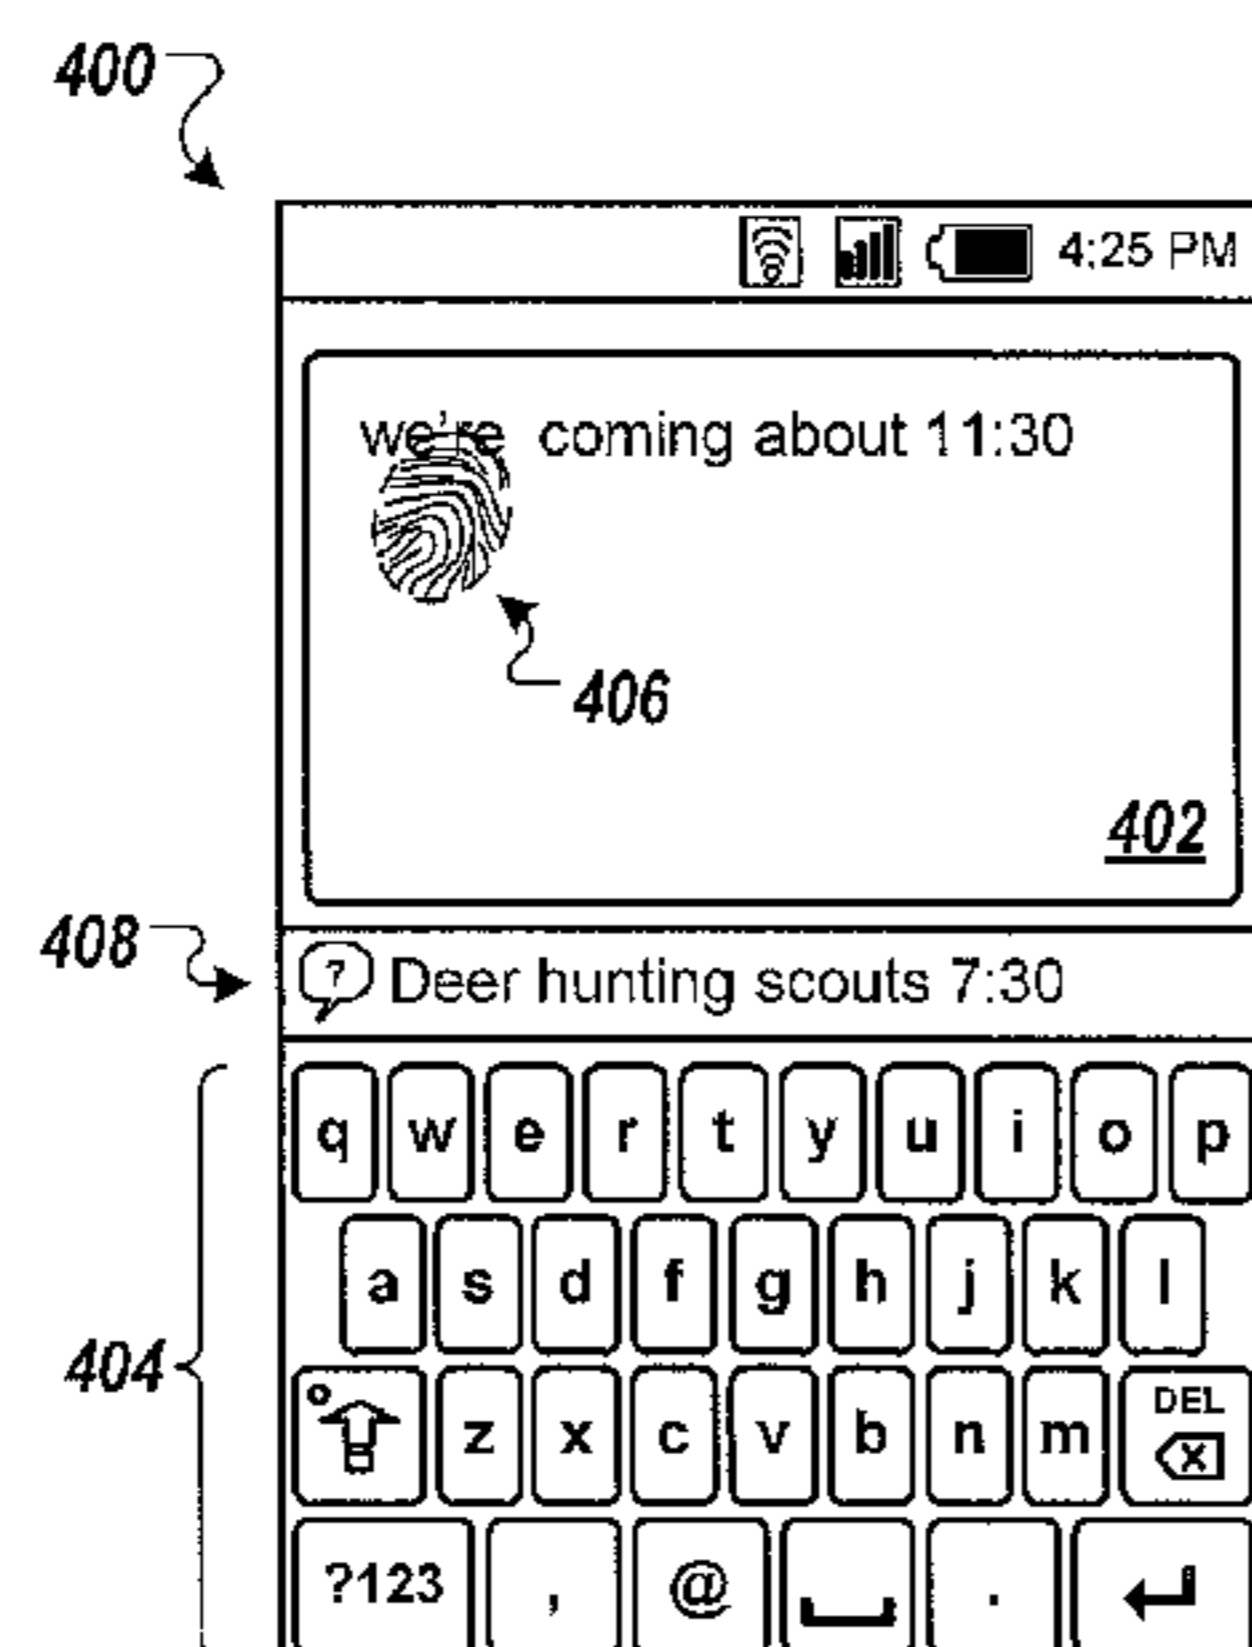 400
4:25 PM
we're coming about 11:30
406
402
408
? Deer hunting scouts 7:30
q w e r t y u i o p
a s d f g h j k l
404
z x c v b n m DEL
X
?123 , @ .